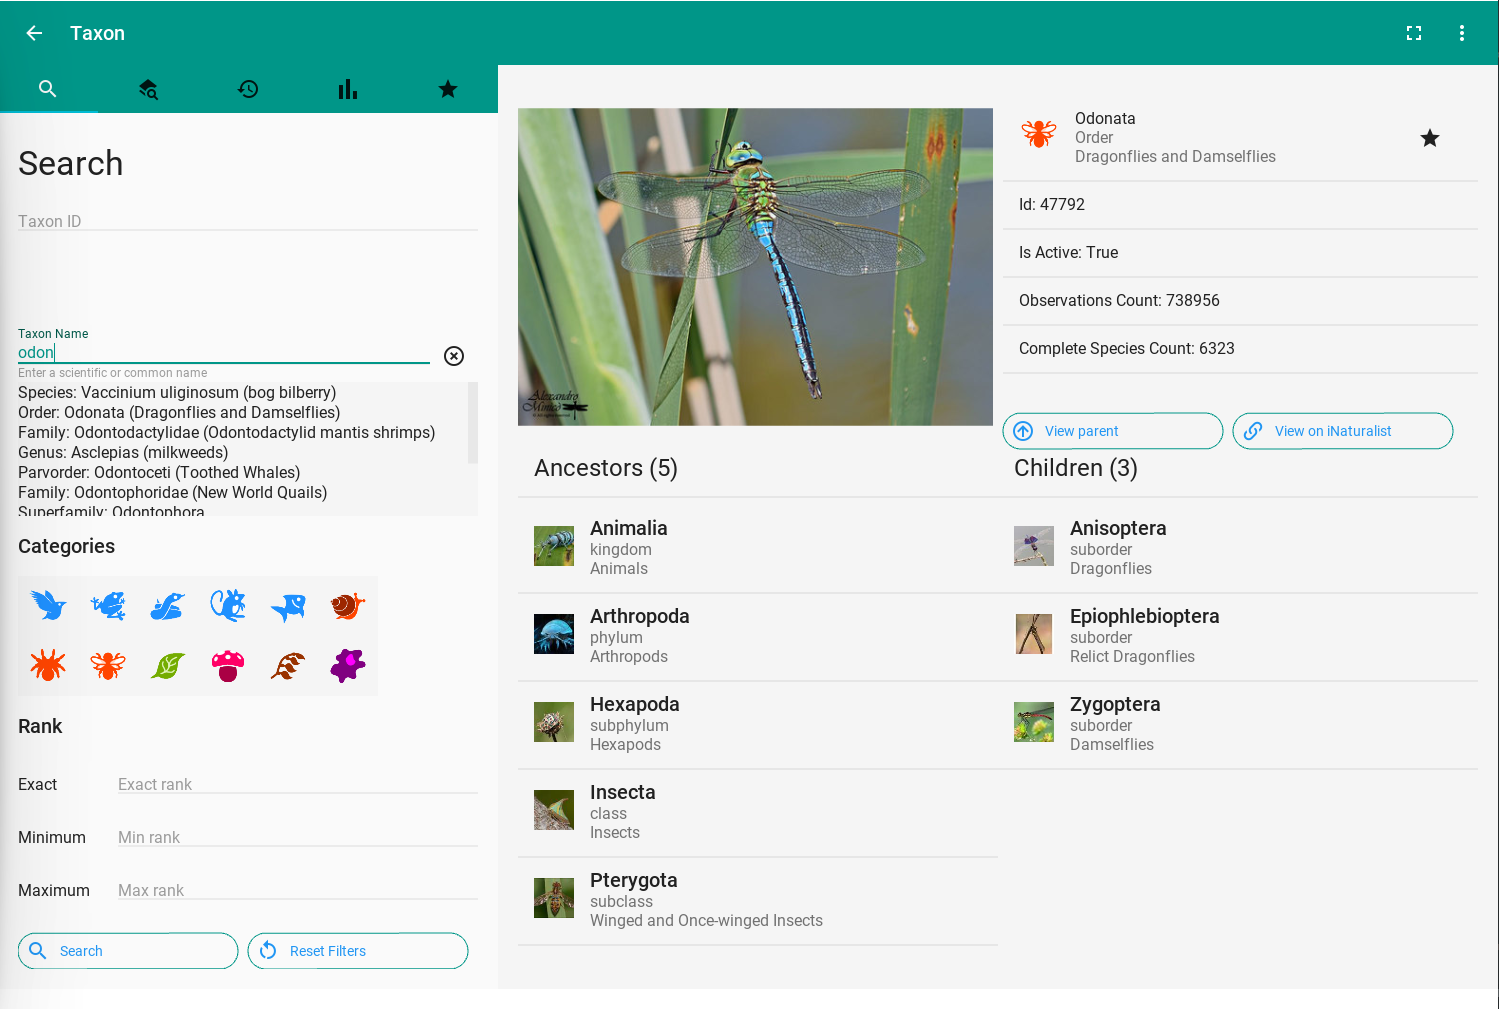 Taxon
Search
Taxon ID
Taxon Name
odon
Enter a scientific or common name
Species: Vaccinium uliginosum (bog bilberry)
Order: Odonata (Dragonflies and Damselflies)
Family: Odontodactylidae (Odontodactylid mantis shrimps)
Genus: Asclepias (milkweeds)
Parvorder: Odontoceti (Toothed Whales)
Family: Odontophoridae (New World Quails)
Superfamily: Odontophora
Categories
Rank
Exact
Exact rank
Minimum
Min rank
Maximum
Max rank
Search
Reset Filters
Alexandro
Minicò
Odonata
Order
Dragonflies and Damselflies
Id: 47792
Is Active: True
Observations Count: 738956
Complete Species Count: 6323
View parent
View on iNaturalist
Ancestors (5)
Animalia
kingdom
Animals
Arthropoda
phylum
Arthropods
Hexapoda
subphylum
Hexapods
Insecta
class
Insects
Pterygota
subclass
Winged and Once-winged Insects
Children (3)
Anisoptera
suborder
Dragonflies
Epiophlebioptera
suborder
Relict Dragonflies
Zygoptera
suborder
Damselflies